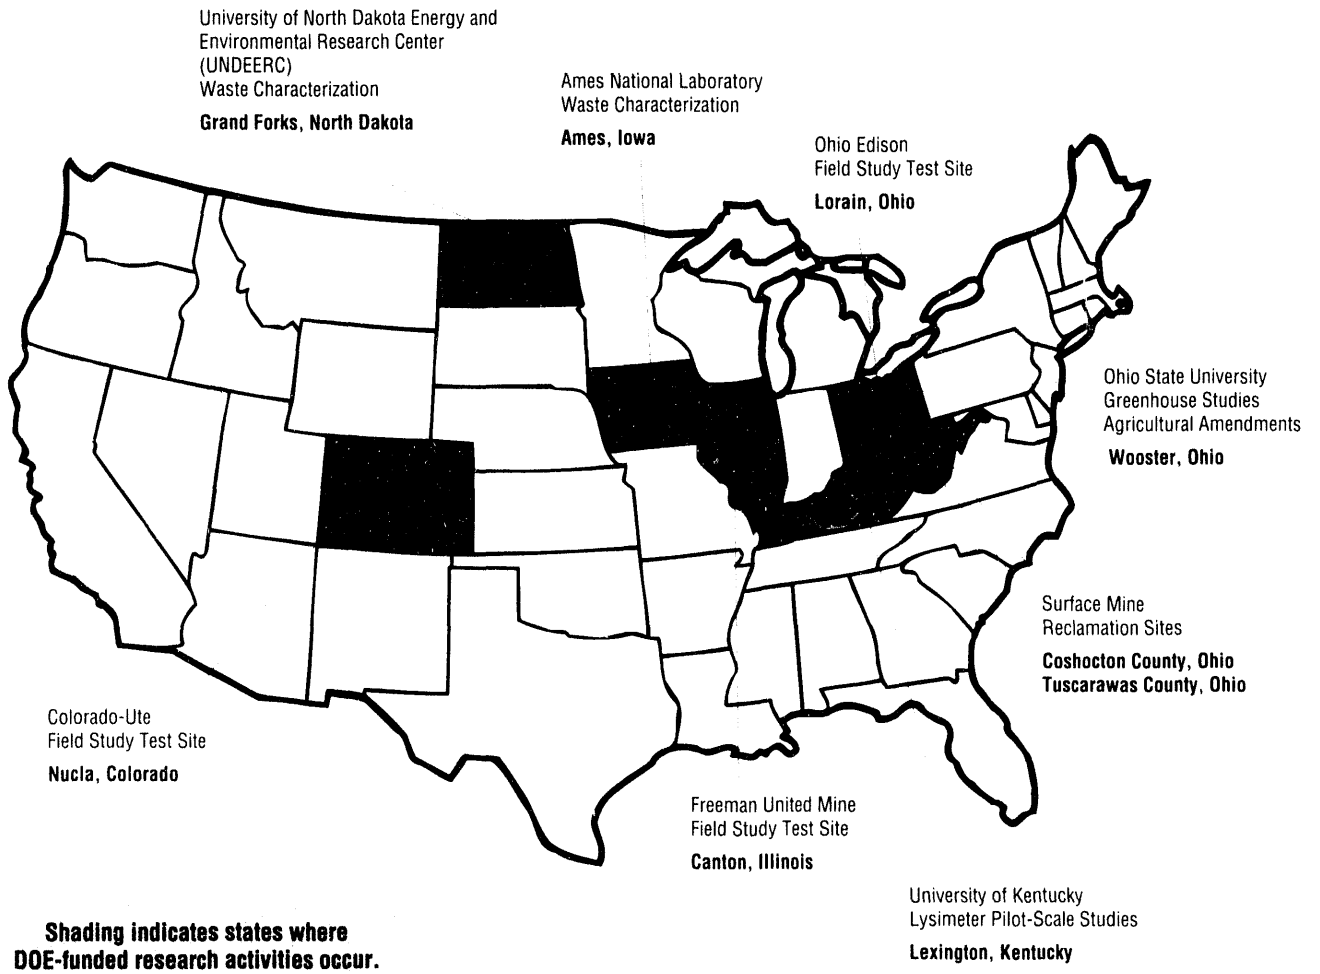 University of North Dakota Energy and
Environmental Research Center
(UNDEERC)
Waste Characterization
Grand Forks, North Dakota
Ames National Laboratory
Waste Characterization
Ames, Iowa
Ohio Edison
Field Study Test Site
Lorain, Ohio
Ohio State University
Greenhouse Studies
Agricultural Amendments
Wooster, Ohio
Surface Mine
Reclamation Sites
Coshocton County, Ohio
Tuscarawas County, Ohio
Colorado-Ute
Field Study Test Site
Nucla, Colorado
Freeman United Mine
Field Study Test Site
Canton, Illinois
University of Kentucky
Lysimeter Pilot-Scale Studies
Lexington, Kentucky
Shading indicates states where
DOE-funded research activities occur.